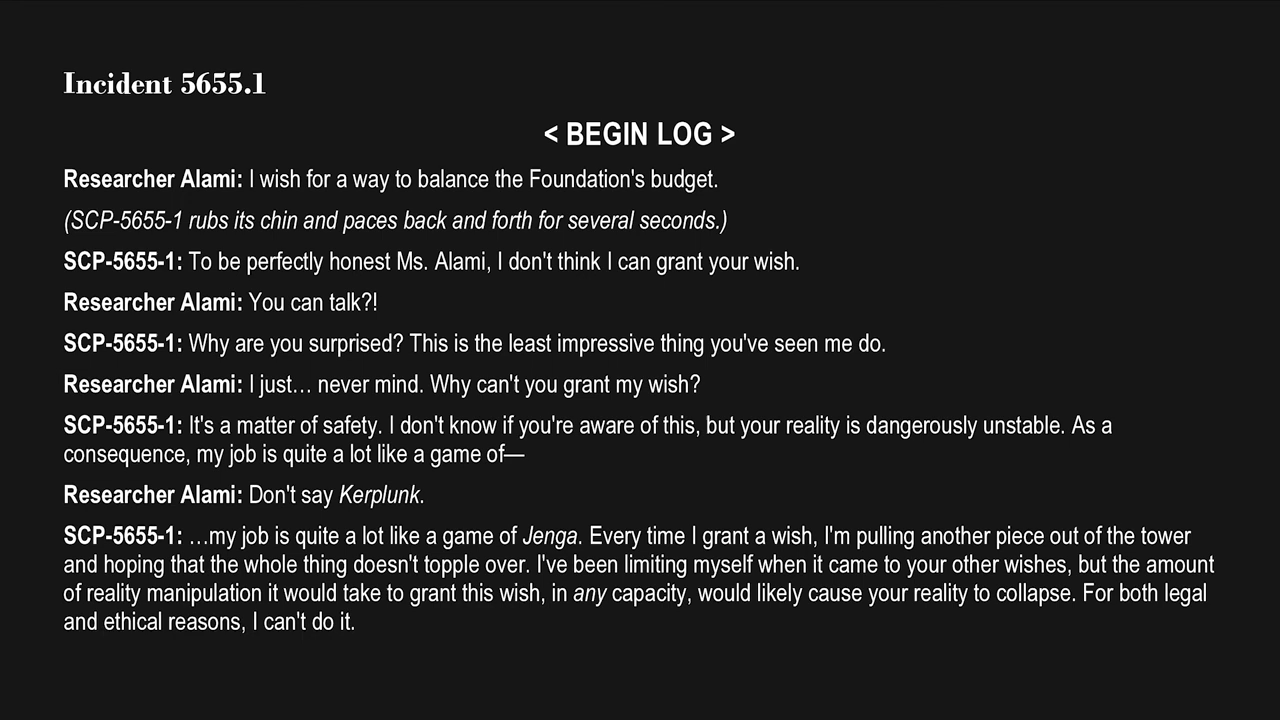 Incident 5655.1
< BEGIN LOG >
Researcher Alami: I wish for a way to balance the Foundation's budget.
(SCP-5655-1 rubs its chin and paces back and forth for several seconds.)
SCP-5655-1: To be perfectly honest Ms. Alami, I don't think I can grant your wish.
Researcher Alami: You can talk?!
SCP-5655-1: Why are you surprised? This is the least impressive thing you've seen me do.
Researcher Alami: I just… never mind. Why can't you grant my wish?
SCP-5655-1: It's a matter of safety. I don't know if you're aware of this, but your reality is dangerously unstable. As a
consequence, my job is quite a lot like a game of—
Researcher Alami: Don't say Kerplunk.
SCP-5655-1: …my job is quite a lot like a game of Jenga. Every time I grant a wish, I'm pulling another piece out of the tower
and hoping that the whole thing doesn't topple over. I've been limiting myself when it came to your other wishes, but the amount
of reality manipulation it would take to grant this wish, in any capacity, would likely cause your reality to collapse. For both legal
and ethical reasons, I can't do it.